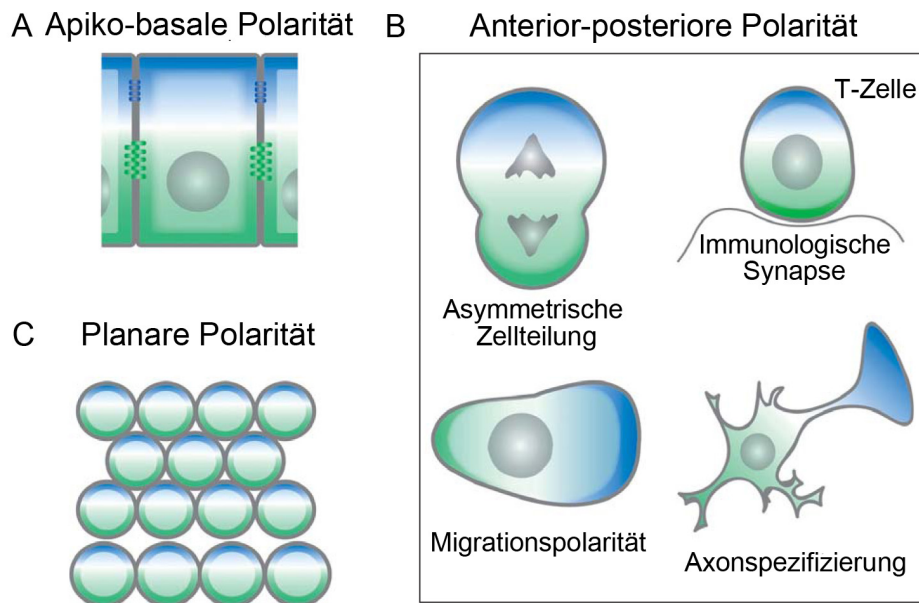 A Apiko-basale Polarität
B Anterior-posteriore Polarität
T-Zelle
Immunologische
Synapse
Asymmetrische
Zellteilung
C Planare Polarität
Migrationspolarität
Axonspezifizierung